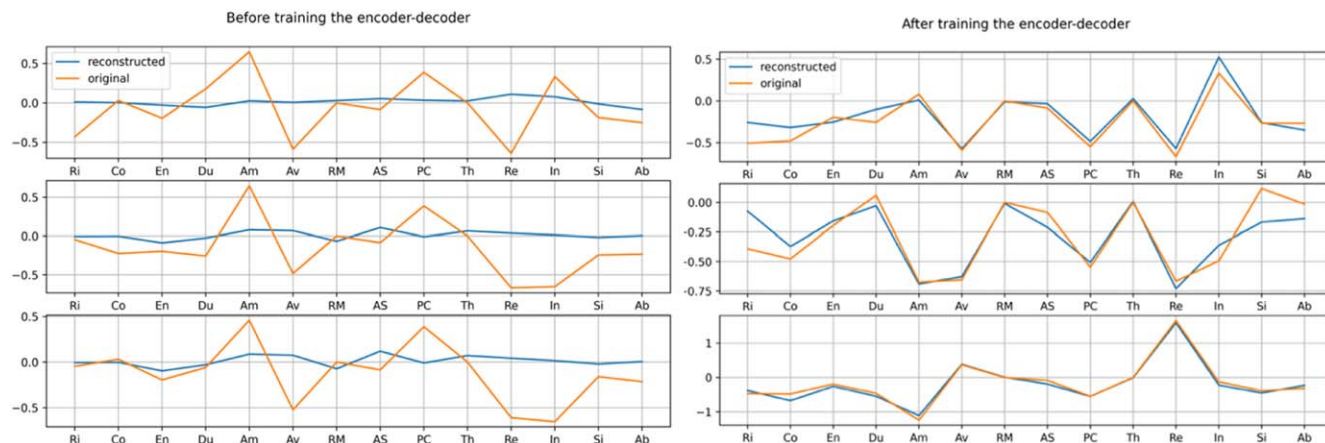 Before training the encoder-decoder
reconstructed
original
0.5
0.0
−0.5
Ri Co En Du Am Av RM AS PC Th Re In Si Ab
0.5
0.0
−0.5
Ri Co En Du Am Av RM AS PC Th Re In Si Ab
0.5
0.0
−0.5
Ri Co En Du Am Av RM AS PC Th Re In Si Ab
After training the encoder-decoder
reconstructed
original
0.5
0.0
−0.5
Ri Co En Du Am Av RM AS PC Th Re In Si Ab
0.00
−0.25
−0.50
−0.75
Ri Co En Du Am Av RM AS PC Th Re In Si Ab
1
0
−1
Ri Co En Du Am Av RM AS PC Th Re In Si Ab